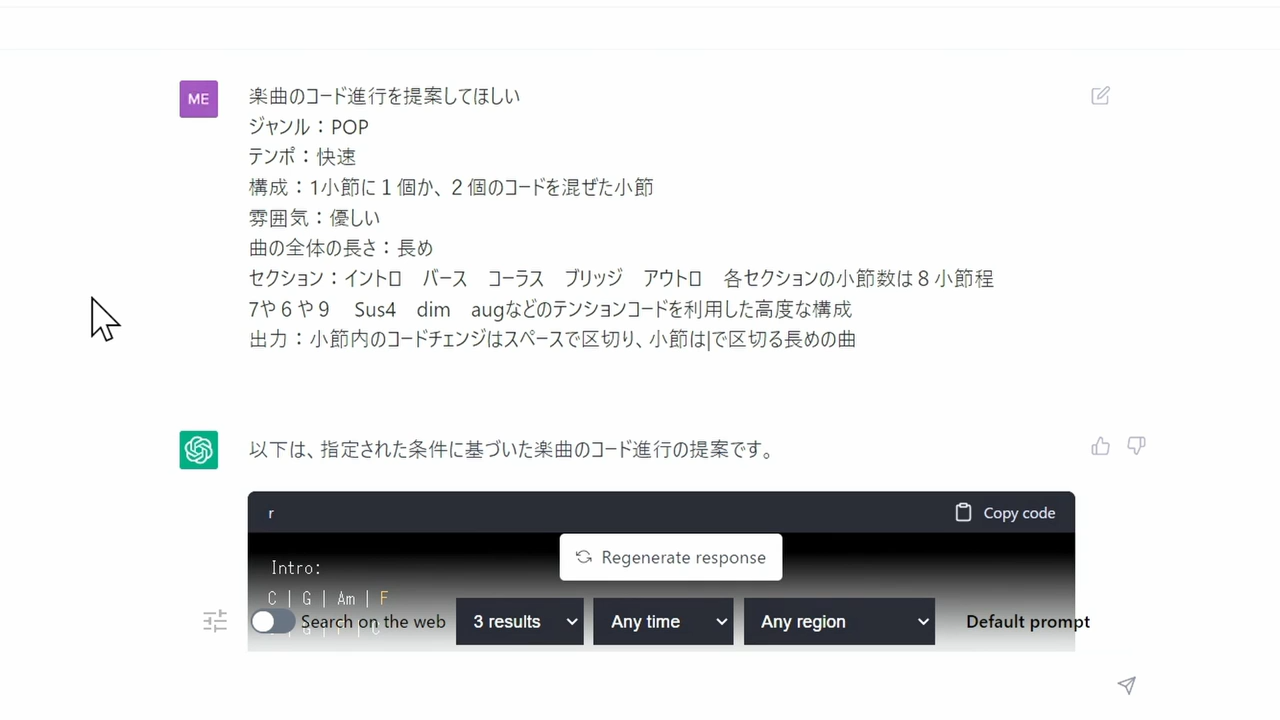 ME
楽曲のコード進行を提案してほしい
ジャンル：POP
テンポ：快速
構成：1小節に１個か、２個のコードを混ぜた小節
雰囲気：優しい
曲の全体の長さ：長め
セクション：イントロ　バース　コーラス　ブリッジ　アウトロ　各セクションの小節数は８小節程
7や６や９　Sus4　dim　augなどのテンションコードを利用した高度な構成
出力：小節内のコードチェンジはスペースで区切り、小節は|で区切る長めの曲
以下は、指定された条件に基づいた楽曲のコード進行の提案です。
r
Copy code
Regenerate response
Intro:
C | G | Am | F
Search on the web
3 results
Any time
Any region
Default prompt